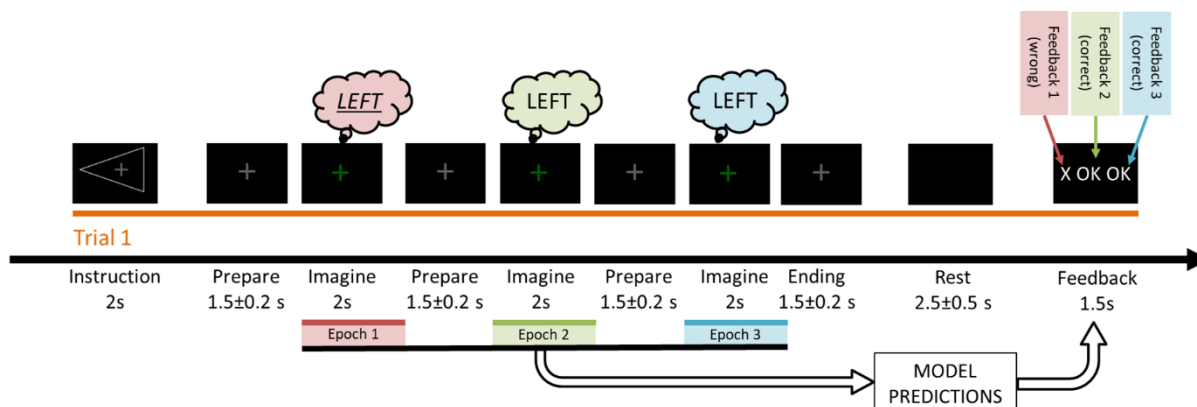 Feedback 1
(wrong)
Feedback 2
(correct)
Feedback 3
(correct)
LEFT
LEFT
LEFT
X OK OK
Trial 1
Instruction
2s
Prepare
1.5±0.2 s
Imagine
2s
Prepare
1.5±0.2 s
Imagine
2s
Prepare
1.5±0.2 s
Imagine
2s
Ending
1.5±0.2 s
Rest
2.5±0.5 s
Feedback
1.5s
Epoch 1
Epoch 2
Epoch 3
MODEL
PREDICTIONS